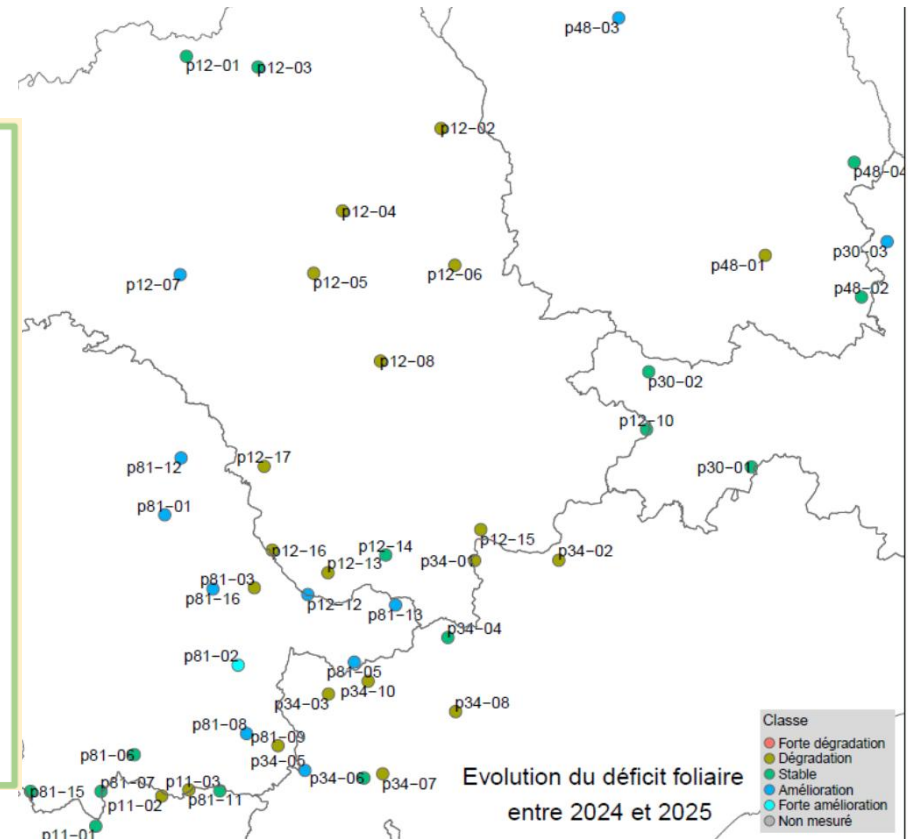 p48-03
p12-01
p12-03
p12-02
p48-04
p12-04
p30-03
p48-01
p12-06
p12-05
p12-07
p48-02
p12-08
p30-02
p12-10
p12-17
p81-12
p30-01
p81-01
p12-15
p12-16
p12-14
p34-01
p34-02
p12-13
p81-03
p81-16
p12-12
p81-13
p34-04
p81-02
p81-05
p34-10
p34-03
p34-08
p81-08
p81-09
p81-06
p34-05
p34-06
p34-07
p81-07
p11-03
p81-15
p11-02
p81-11
p11-01
Evolution du déficit foliaire
entre 2024 et 2025
Classe
Forte dégradation
Dégradation
Stable
Amélioration
Forte amélioration
Non mesuré